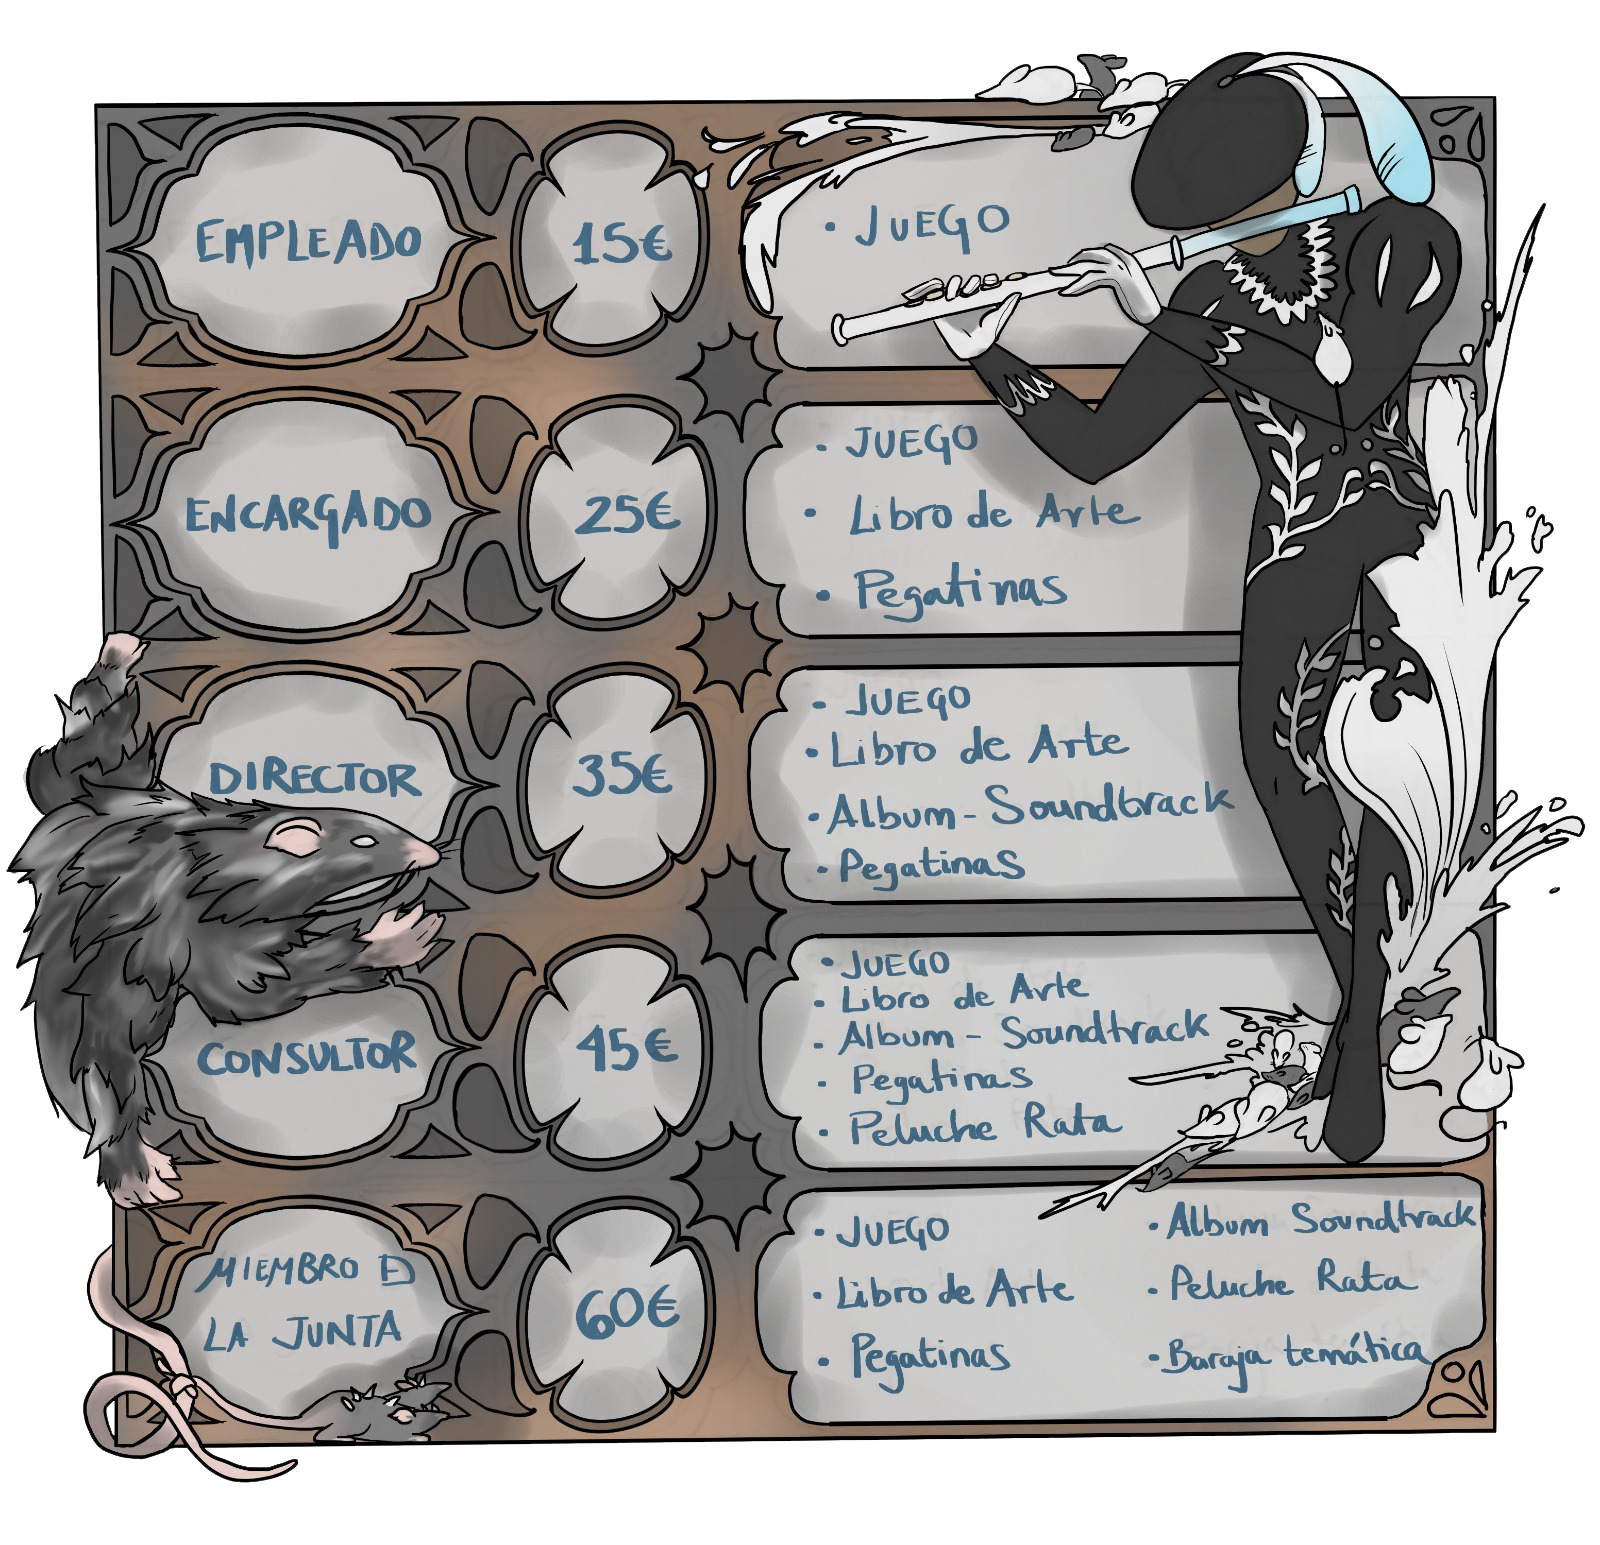 EMPLEADO
15€
• JUEGO
ENCARGADO
25€
• JUEGO
• Libro de Arte
• Pegatinas
DIRECTOR
35€
• JUEGO
• Libro de Arte
• Album - Soundtrack
• Pegatinas
CONSULTOR
45€
• JUEGO
• Libro de Arte
• Album - Soundtrack
• Pegatinas
• Peluche Rata
MIEMBRO DE
LA JUNTA
60€
• JUEGO
• Libro de Arte
• Pegatinas
• Album Soundtrack
• Peluche Rata
• Baraja temática